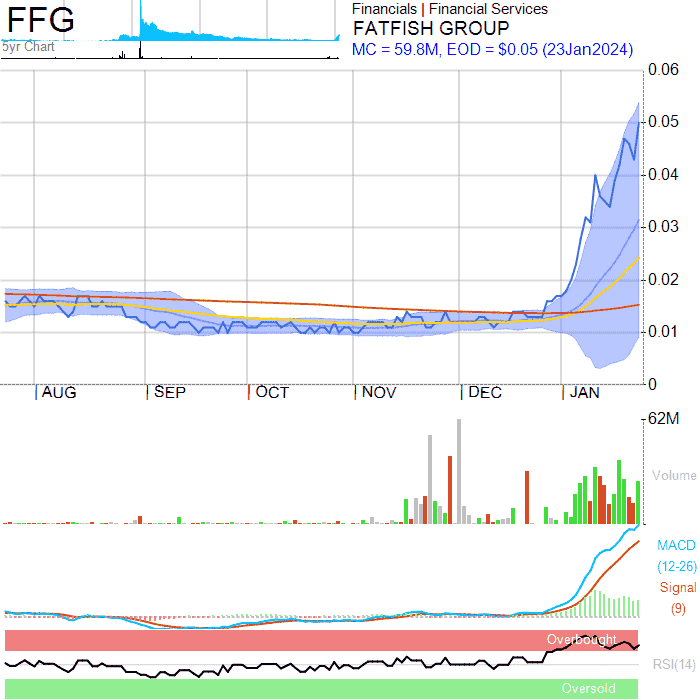 FFG
5yr Chart
Financials | Financial Services
FATFISH GROUP
MC = 59.8M, EOD = $0.05 (23Jan2024)
0.06
0.05
0.04
0.03
0.02
0.01
0
AUG SEP OCT NOV DEC JAN
62M
Volume
MACD
(12-26)
Signal
(9)
Overbought
RSI(14)
Oversold